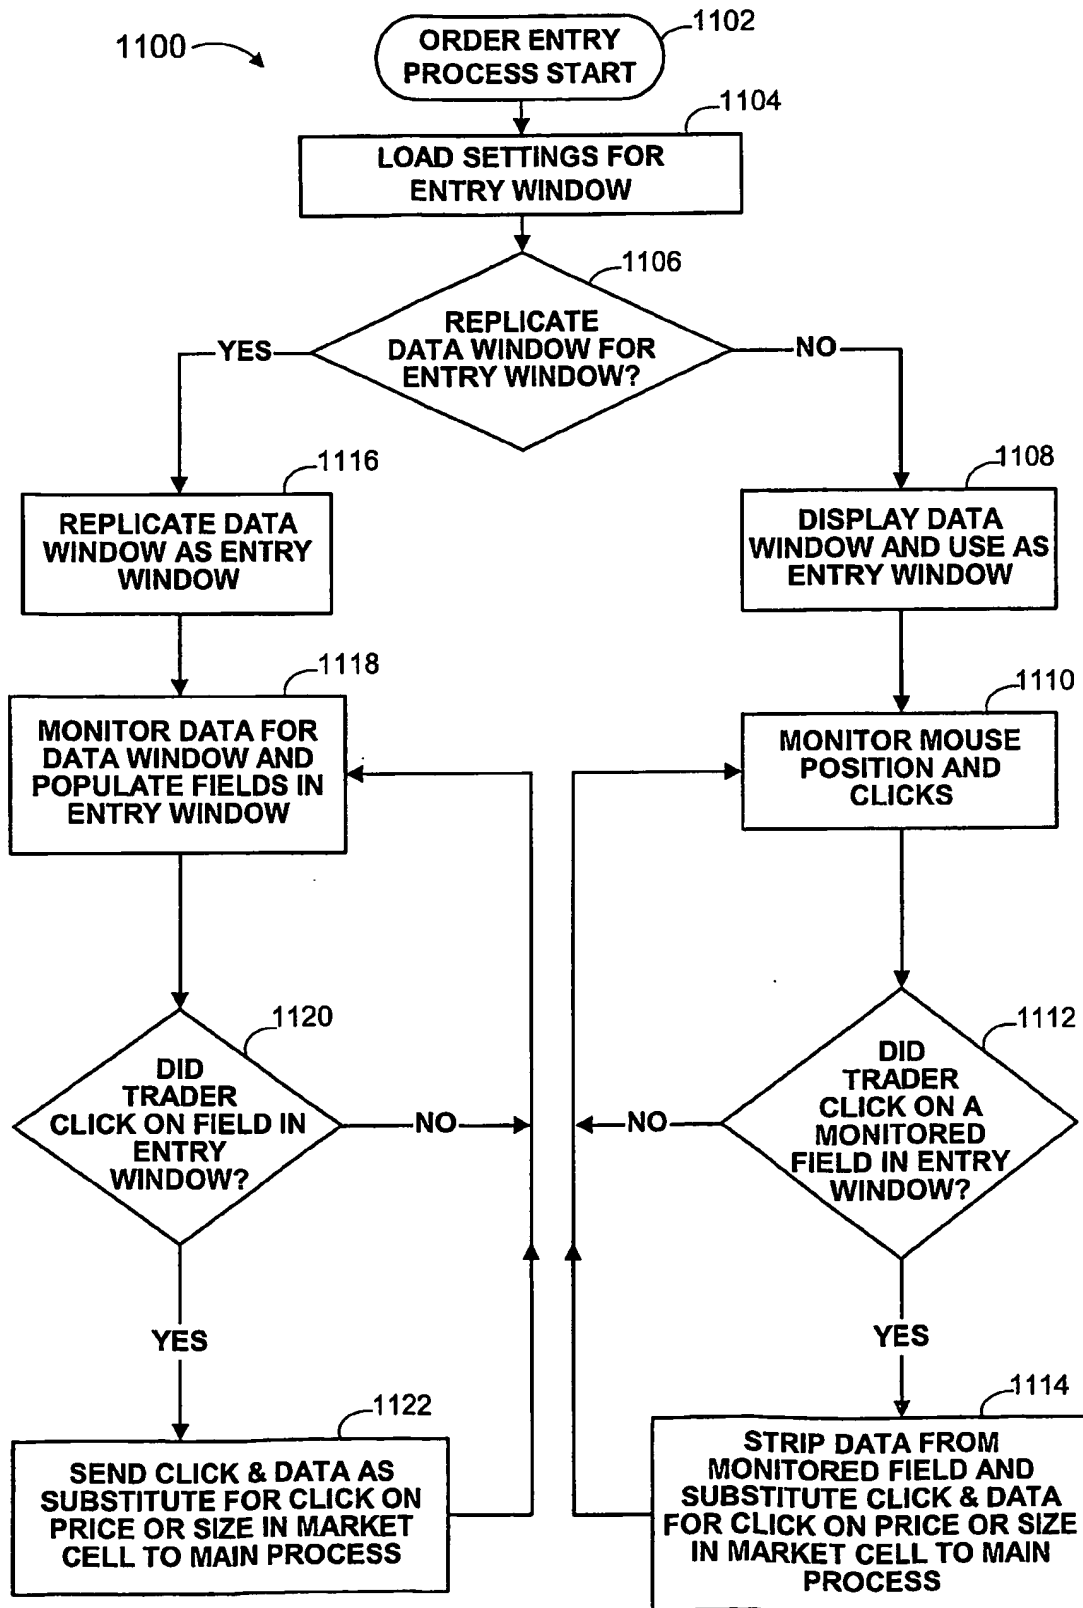 1100
ORDER ENTRY
PROCESS START
1102
1104
LOAD SETTINGS FOR
ENTRY WINDOW
1106
REPLICATE
DATA WINDOW FOR
ENTRY WINDOW?
YES
NO
1116
REPLICATE DATA
WINDOW AS ENTRY
WINDOW
1108
DISPLAY DATA
WINDOW AND USE AS
ENTRY WINDOW
1118
MONITOR DATA FOR
DATA WINDOW AND
POPULATE FIELDS IN
ENTRY WINDOW
1110
MONITOR MOUSE
POSITION AND
CLICKS
1120
DID
TRADER
CLICK ON FIELD IN
ENTRY
WINDOW?
NO
1112
DID
TRADER
CLICK ON A
MONITORED
FIELD IN ENTRY
WINDOW?
NO
YES
YES
1122
SEND CLICK & DATA AS
SUBSTITUTE FOR CLICK ON
PRICE OR SIZE IN MARKET
CELL TO MAIN PROCESS
1114
STRIP DATA FROM
MONITORED FIELD AND
SUBSTITUTE CLICK & DATA
FOR CLICK ON PRICE OR SIZE
IN MARKET CELL TO MAIN
PROCESS